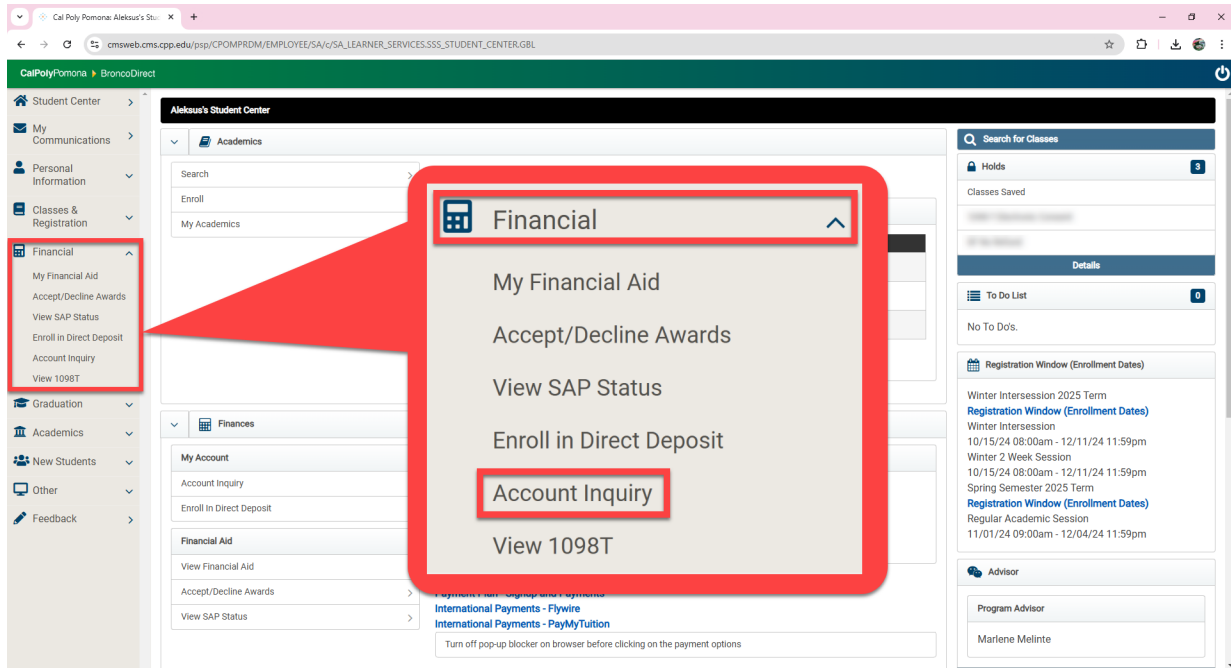 Cal Poly Pomona: Aleksus's Stud
cmsweb.cms.cpp.edu/psp/CPOMPRDM/EMPLOYEE/SA/c/SA_LEARNER_SERVICES.SSS_STUDENT_CENTER.GBL
CalPolyPomona BroncoDirect
Student Center
My
Communications
Personal
Information
Classes &
Registration
Financial
My Financial Aid
Accept/Decline Awards
View SAP Status
Enroll in Direct Deposit
Account Inquiry
View 1098T
Graduation
Academics
New Students
Other
Feedback
Aleksus's Student Center
Academics
Search
Enroll
My Academics
Finances
My Account
Account Inquiry
Enroll In Direct Deposit
Financial Aid
View Financial Aid
Accept/Decline Awards
View SAP Status
Financial
My Financial Aid
Accept/Decline Awards
View SAP Status
Enroll in Direct Deposit
Account Inquiry
View 1098T
Payment Plan - Signup and Payments
International Payments - Flywire
International Payments - PayMyTuition
Turn off pop-up blocker on browser before clicking on the payment options
Search for Classes
Holds 3
Classes Saved
Details
To Do List 0
No To Do's.
Registration Window (Enrollment Dates)
Winter Intersession 2025 Term
Registration Window (Enrollment Dates)
Winter Intersession
10/15/24 08:00am - 12/11/24 11:59pm
Winter 2 Week Session
10/15/24 08:00am - 12/11/24 11:59pm
Spring Semester 2025 Term
Registration Window (Enrollment Dates)
Regular Academic Session
11/01/24 09:00am - 12/04/24 11:59pm
Advisor
Program Advisor
Marlene Melinte